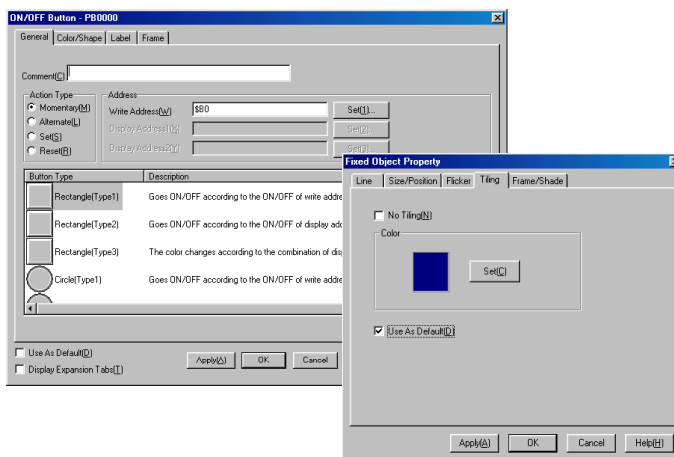 ON/OFF Button - PB0000
General Color/Shape Label Frame
Comment(C)
Action Type
Momentary(M)
Alternate(L)
Set(S)
Reset(R)
Address
Write Address(W) $B0 Set(1)...
Display Address1(X) Set(2)...
Display Address2(Y) Set(3)...
Button Type Description
Rectangle(Type1) Goes ON/OFF according to the ON/OFF of write addre
Rectangle(Type2) Goes ON/OFF according to the ON/OFF of display add
Rectangle(Type3) The color changes according to the combination of dis
Circle(Type1) Goes ON/OFF according to the ON/OFF of write addre
Use As Default(D)
Display Expansion Tabs(T)
Apply(A) OK Cancel
Fixed Object Property
Line Size/Position Flicker Tiling Frame/Shade
No Tiling(N)
Color
Set(C)
Use As Default(D)
Apply(A) OK Cancel Help(H)